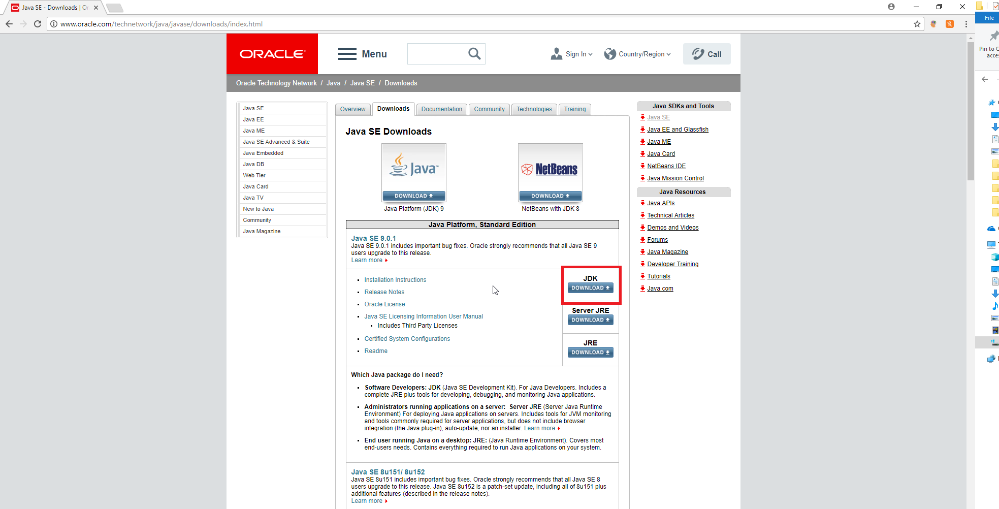 Java SE - Downloads | Or
www.oracle.com/technetwork/java/javase/downloads/index.html
File
Pin to
acces
ORACLE
Menu
Sign In
Country/Region
Call
Oracle Technology Network / Java / Java SE / Downloads
Java SE
Java EE
Java ME
Java SE Advanced & Suite
Java Embedded
Java DB
Web Tier
Java Card
Java TV
New to Java
Community
Java Magazine
Overview
Downloads
Documentation
Community
Technologies
Training
Java SE Downloads
Java™
DOWNLOAD
Java Platform (JDK) 9
NetBeans
DOWNLOAD
NetBeans with JDK 8
Java Platform, Standard Edition
Java SE 9.0.1
Java SE 9.0.1 includes important bug fixes. Oracle strongly recommends that all Java SE 9
users upgrade to this release.
Learn more
Installation Instructions
Release Notes
Oracle License
Java SE Licensing Information User Manual
Includes Third Party Licenses
Certified System Configurations
Readme
JDK
DOWNLOAD
Server JRE
DOWNLOAD
JRE
DOWNLOAD
Which Java package do I need?
Software Developers: JDK (Java SE Development Kit). For Java Developers. Includes a
complete JRE plus tools for developing, debugging, and monitoring Java applications.
Administrators running applications on a server: Server JRE (Server Java Runtime
Environment) For deploying Java applications on servers. Includes tools for JVM monitoring
and tools commonly required for server applications, but does not include browser
integration (the Java plug-in), auto-update, nor an installer. Learn more
End user running Java on a desktop: JRE: (Java Runtime Environment). Covers most
end-users needs. Contains everything required to run Java applications on your system.
Java SE 8u151/ 8u152
Java SE 8u151 includes important bug fixes. Oracle strongly recommends that all Java SE 8
users upgrade to this release. Java SE 8u152 is a patch-set update, including all of 8u151 plus
additional features (described in the release notes).
Learn more
Java SDKs and Tools
Java SE
Java EE and Glassfish
Java ME
Java Card
NetBeans IDE
Java Mission Control
Java Resources
Java APIs
Technical Articles
Demos and Videos
Forums
Java Magazine
Developer Training
Tutorials
Java.com